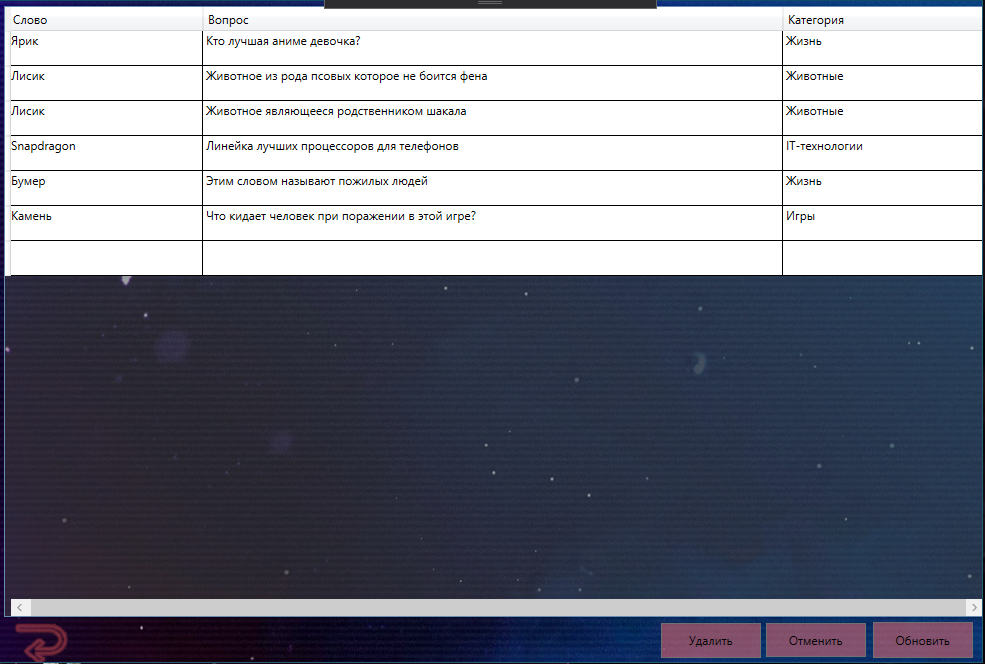 Слово Вопрос Категория
Ярик Кто лучшая аниме девочка? Жизнь
Лисик Животное из рода псовых которое не боится фена Животные
Лисик Животное являющееся родственником шакала Животные
Snapdragon Линейка лучших процессоров для телефонов IT-технологии
Бумер Этим словом называют пожилых людей Жизнь
Камень Что кидает человек при поражении в этой игре? Игры
Удалить Отменить Обновить